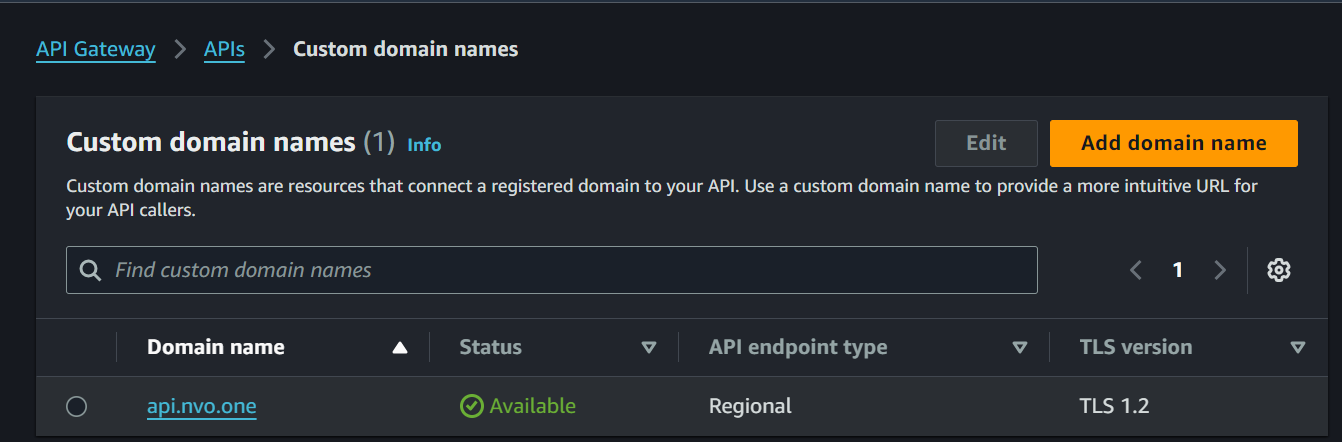 API Gateway > APIs > Custom domain names
Custom domain names (1) Info
Edit
Add domain name
Custom domain names are resources that connect a registered domain to your API. Use a custom domain name to provide a more intuitive URL for
your API callers.
Find custom domain names
1
Domain name Status API endpoint type TLS version
api.nvo.one Available Regional TLS 1.2